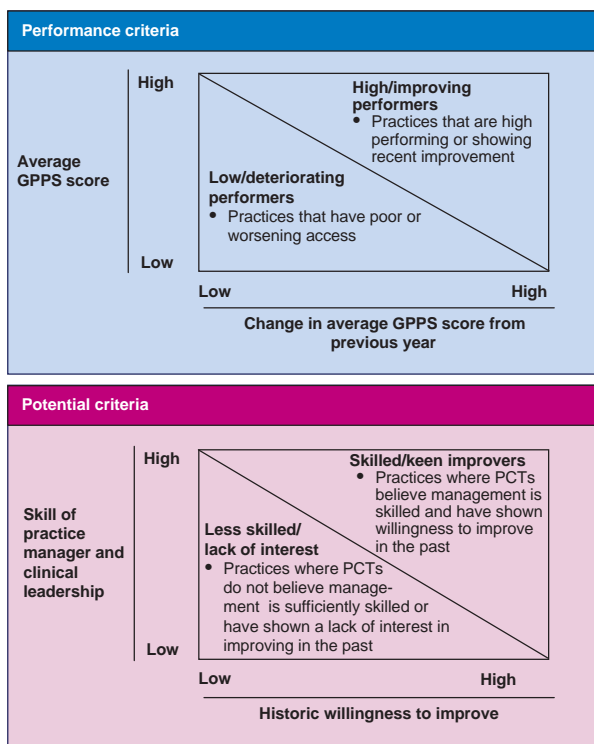 Performance criteria
High
Average
GPPS score
Low
High/improving
performers
• Practices that are high
performing or showing
recent improvement
Low/deteriorating
performers
• Practices that have poor or
worsening access
Low
High
Change in average GPPS score from
previous year
Potential criteria
High
Skill of
practice
manager and
clinical
leadership
Low
Skilled/keen improvers
• Practices where PCTs
believe management is
skilled and have shown
willingness to improve
in the past
Less skilled/
lack of interest
• Practices where PCTs
do not believe manage-
ment is sufficiently skilled or
have shown a lack of interest in
improving in the past
Low
High
Historic willingness to improve